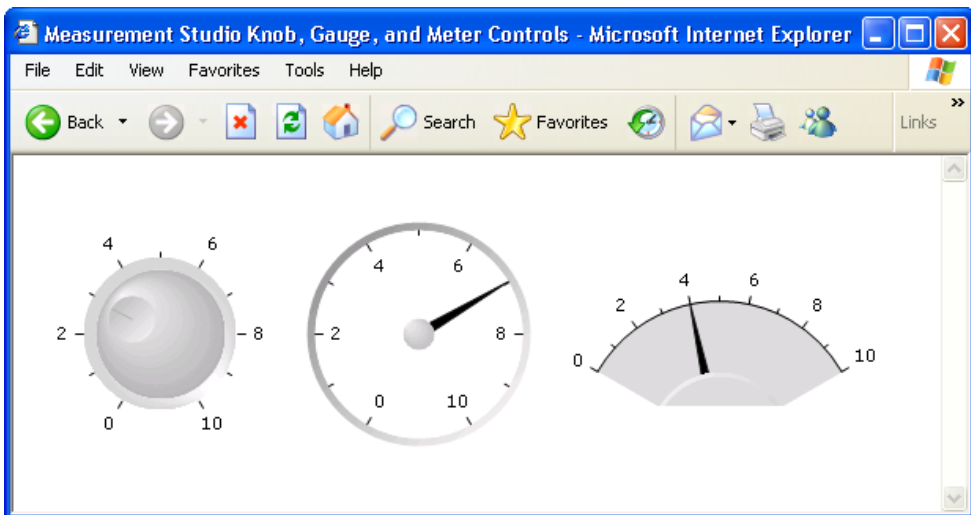 Measurement Studio Knob, Gauge, and Meter Controls - Microsoft Internet Explorer
File Edit View Favorites Tools Help
Back Search Favorites Links
0 2 4 6 8 10
0 2 4 6 8 10
0 2 4 6 8 10